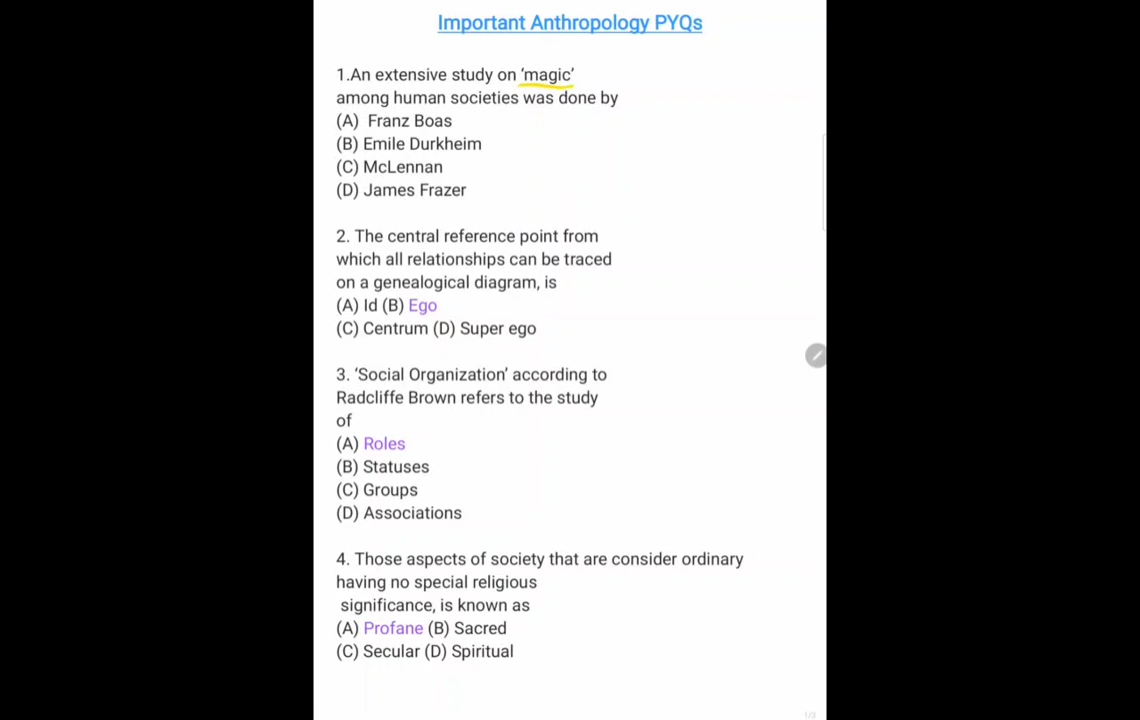 Important Anthropology PYQs
1.An extensive study on ‘magic’
among human societies was done by
(A) Franz Boas
(B) Emile Durkheim
(C) McLennan
(D) James Frazer
2. The central reference point from
which all relationships can be traced
on a genealogical diagram, is
(A) Id (B) Ego
(C) Centrum (D) Super ego
3. ‘Social Organization’ according to
Radcliffe Brown refers to the study
of
(A) Roles
(B) Statuses
(C) Groups
(D) Associations
4. Those aspects of society that are consider ordinary
having no special religious
significance, is known as
(A) Profane (B) Sacred
(C) Secular (D) Spiritual